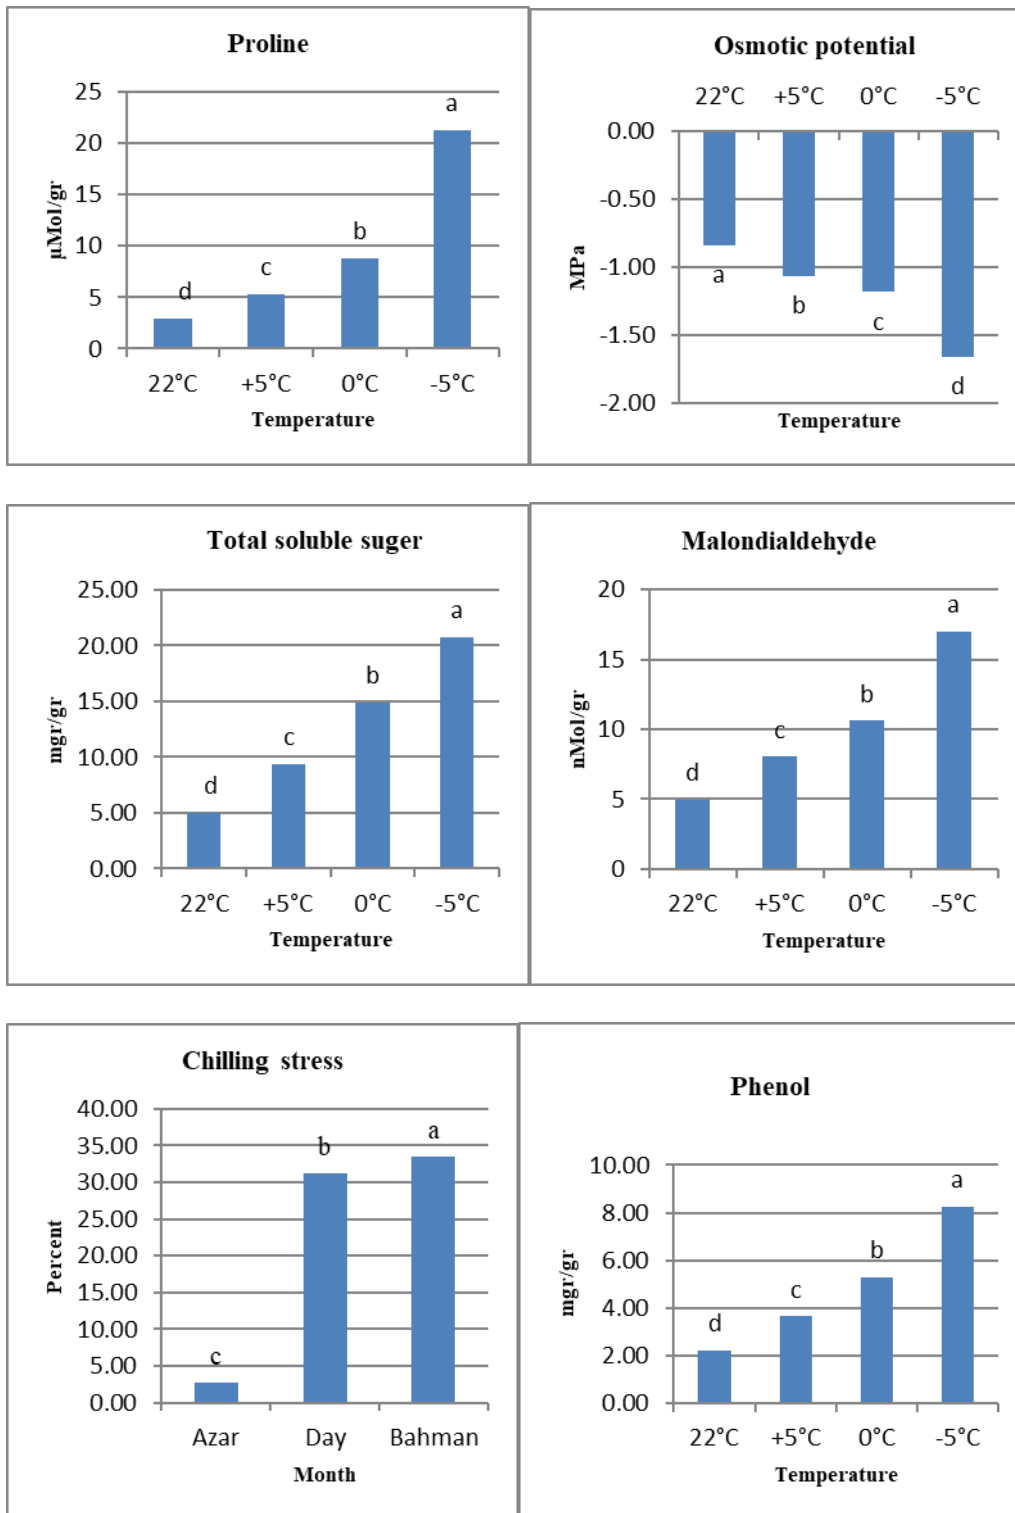 Proline
25
20
15
10
5
0
µMol/gr
a
b
c
d
22°C +5°C 0°C -5°C
Temperature
Osmotic potential
22°C +5°C 0°C -5°C
0.00
-0.50
-1.00
-1.50
-2.00
MPa
a
b
c
d
Temperature
Total soluble suger
25.00
20.00
15.00
10.00
5.00
0.00
mgr/gr
a
b
c
d
22°C +5°C 0°C -5°C
Temperature
Malondialdehyde
20
15
10
5
0
nMol/gr
a
b
c
d
22°C +5°C 0°C -5°C
Temperature
Chilling stress
40.00
35.00
30.00
25.00
20.00
15.00
10.00
5.00
0.00
Percent
a
b
c
Azar Day Bahman
Month
Phenol
10.00
8.00
6.00
4.00
2.00
0.00
mgr/gr
a
b
c
d
22°C +5°C 0°C -5°C
Temperature